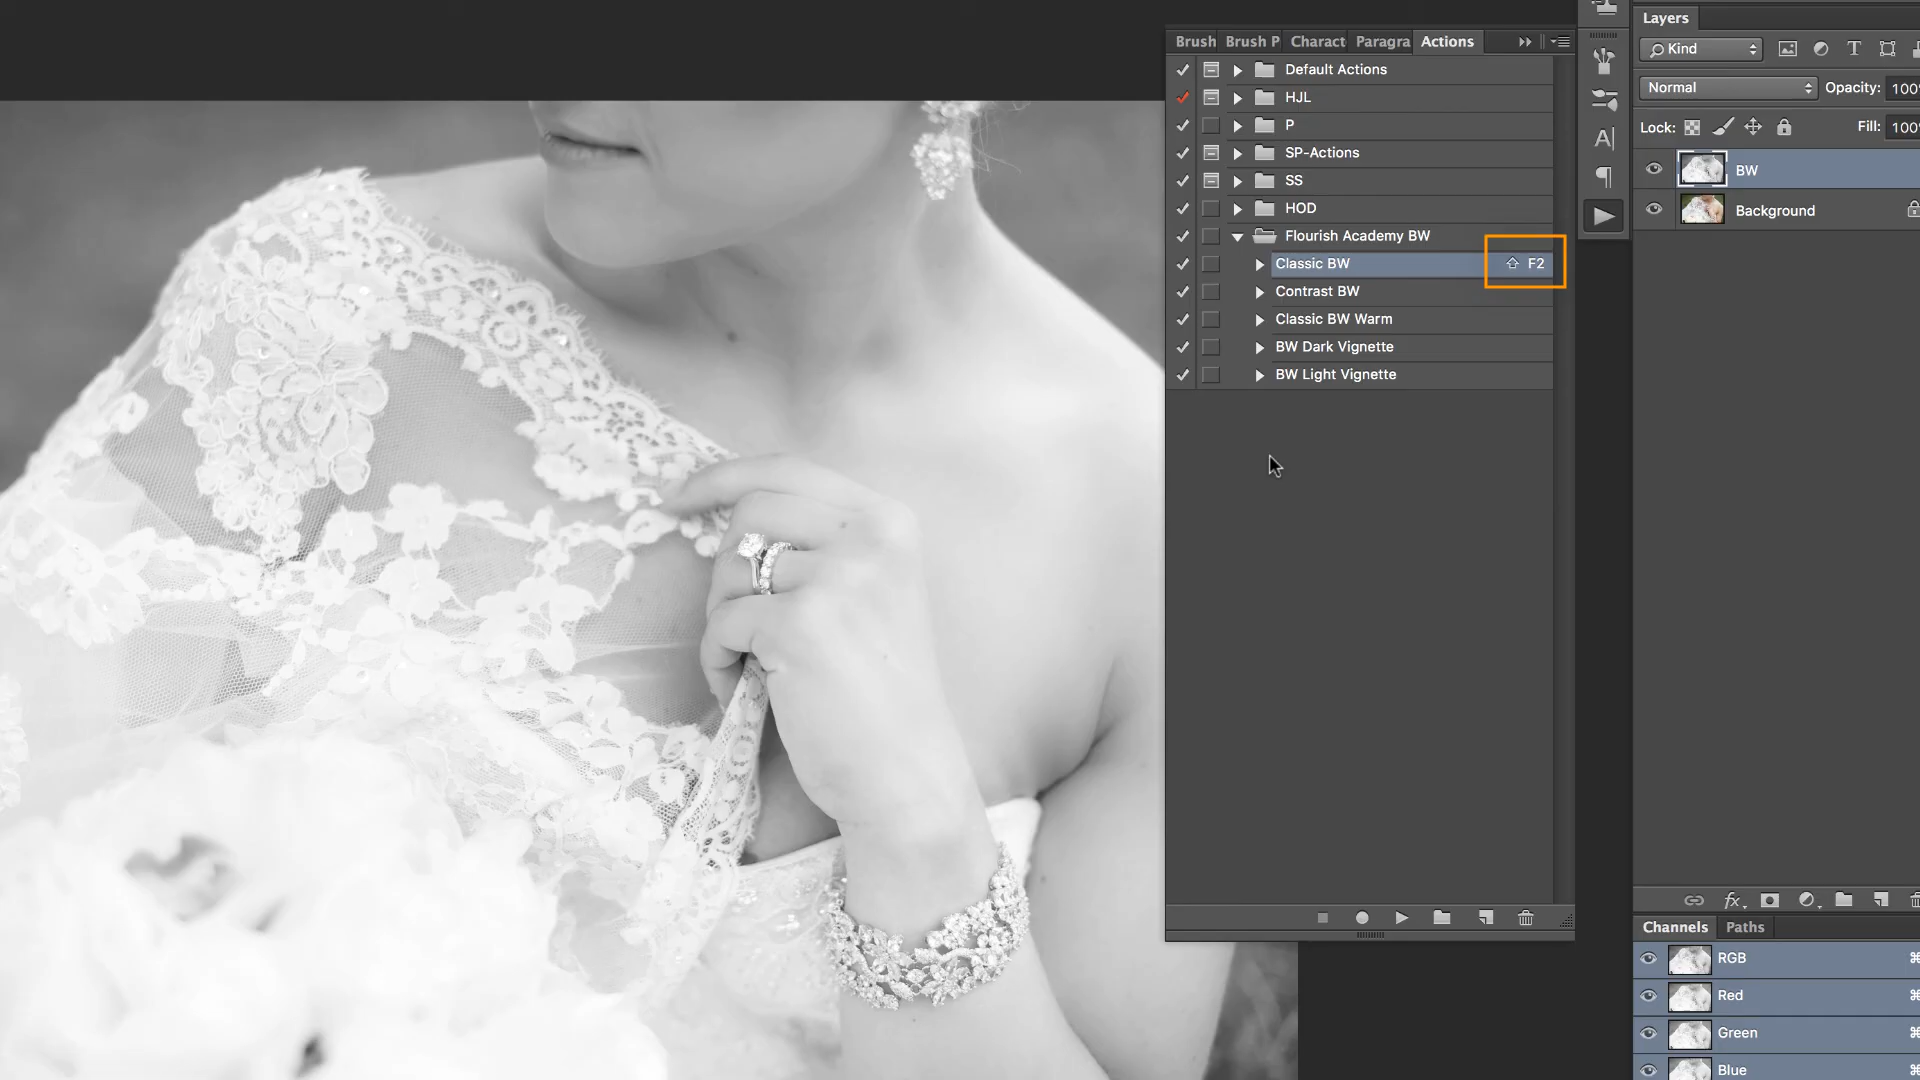 Brush Brush P Charact Paragra Actions
Default Actions
HJL
P
SP-Actions
SS
HOD
Flourish Academy BW
Classic BW ⇧ F2
Contrast BW
Classic BW Warm
BW Dark Vignette
BW Light Vignette
Layers
Kind
Normal Opacity: 100%
Lock: Fill: 100%
BW
Background
fx
Channels Paths
RGB ⌘
Red ⌘
Green ⌘
Blue ⌘